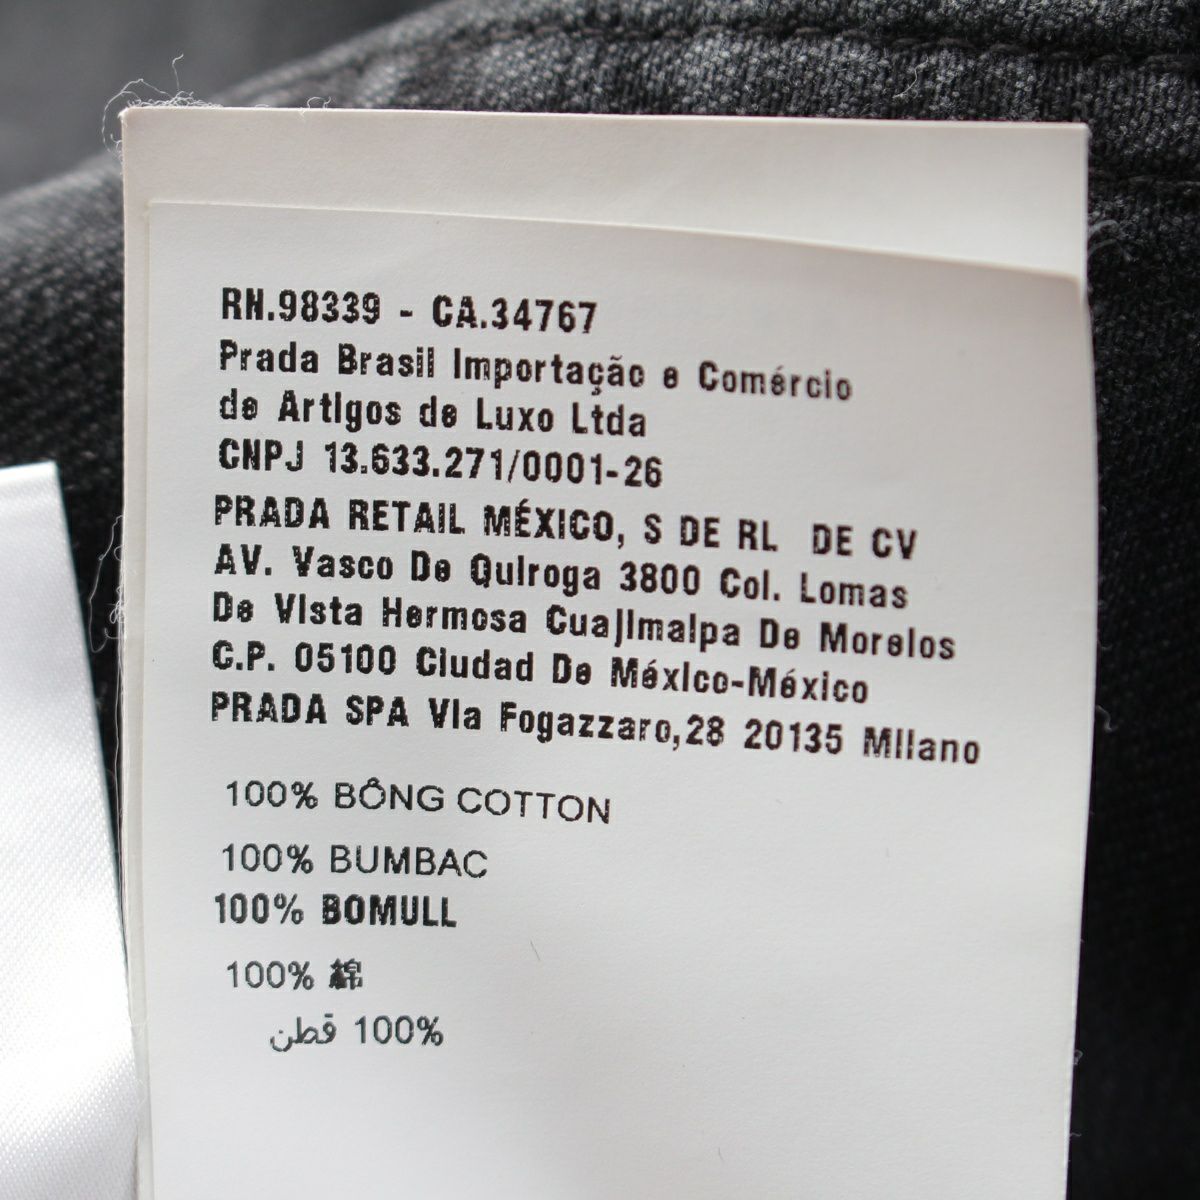 RN.98339 - CA.34767
Prada Brasil Importação e Comércio
de Artigos de Luxo Ltda
CNPJ 13.633.271/0001-26
PRADA RETAIL MÉXICO, S DE RL DE CV
AV. Vasco De Quiroga 3800 Col. Lomas
De Vista Hermosa Cuajimalpa De Morelos
C.P. 05100 Ciudad De México-México
PRADA SPA Via Fogazzaro,28 20135 Milano
100% BÔNG COTTON
100% BUMBAC
100% BOMULL
100% 綿
100% قطن